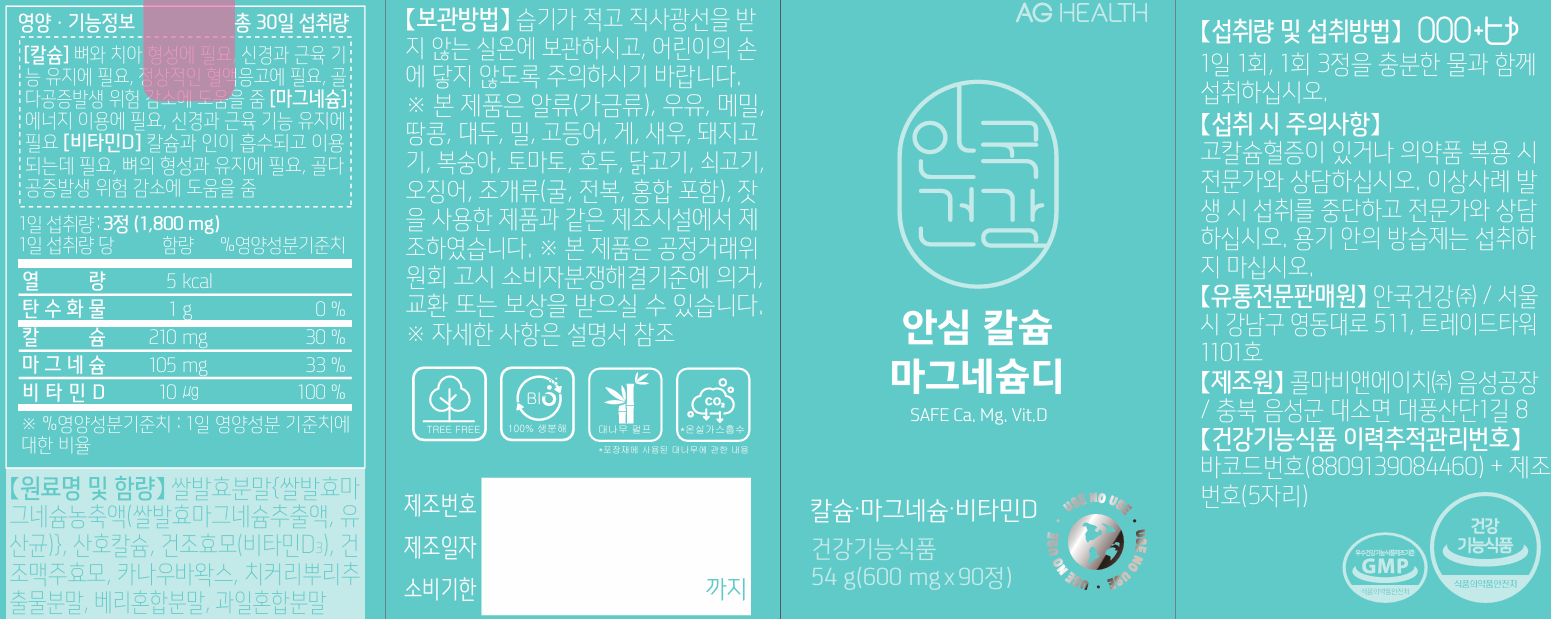 영양 · 기능정보 총 30일 섭취량
[칼슘] 뼈와 치아 형성에 필요, 신경과 근육 기
능 유지에 필요, 정상적인 혈액응고에 필요, 골
다공증발생 위험 감소에 도움을 줌 [마그네슘]
에너지 이용에 필요, 신경과 근육 기능 유지에
필요 [비타민D] 칼슘과 인이 흡수되고 이용
되는데 필요, 뼈의 형성과 유지에 필요, 골다
공증발생 위험 감소에 도움을 줌
1일 섭취량 : 3정 (1,800 mg)
1일 섭취량 당 함량 %영양성분기준치
열 량 5 kcal
탄수화물 1 g 0 %
칼 슘 210 mg 30 %
마그네슘 105 mg 33 %
비타민D 10 ㎍ 100 %
※ %영양성분기준치 : 1일 영양성분 기준치에
대한 비율
【원료명 및 함량】 쌀발효분말{쌀발효마
그네슘농축액(쌀발효마그네슘추출액, 유
산균)}, 산호칼슘, 건조효모(비타민D₃), 건
조맥주효모, 카나우바왁스, 치커리뿌리추
출물분말, 베리혼합분말, 과일혼합분말
【보관방법】 습기가 적고 직사광선을 받
지 않는 실온에 보관하시고, 어린이의 손
에 닿지 않도록 주의하시기 바랍니다.
※ 본 제품은 알류(가금류), 우유, 메밀,
땅콩, 대두, 밀, 고등어, 게, 새우, 돼지고
기, 복숭아, 토마토, 호두, 닭고기, 쇠고기,
오징어, 조개류(굴, 전복, 홍합 포함), 잣
을 사용한 제품과 같은 제조시설에서 제
조하였습니다. ※ 본 제품은 공정거래위
원회 고시 소비자분쟁해결기준에 의거,
교환 또는 보상을 받으실 수 있습니다.
※ 자세한 사항은 설명서 참조
TREE FREE
BIO
100% 생분해
대나무 펄프
CO₂
*온실가스흡수
*포장재에 사용된 대나무에 관한 내용
제조번호
제조일자
소비기한 까지
AG HEALTH
안국
건강
안심 칼슘
마그네슘디
SAFE Ca, Mg, Vit.D
칼슘·마그네슘·비타민D
건강기능식품
54 g(600 mg x 90정)
USE NO USE · USE NO USE · USE NO USE ·
【섭취량 및 섭취방법】
1일 1회, 1회 3정을 충분한 물과 함께
섭취하십시오.
【섭취 시 주의사항】
고칼슘혈증이 있거나 의약품 복용 시
전문가와 상담하십시오. 이상사례 발
생 시 섭취를 중단하고 전문가와 상담
하십시오. 용기 안의 방습제는 섭취하
지 마십시오.
【유통전문판매원】 안국건강㈜ / 서울
시 강남구 영동대로 511, 트레이드타워
1101호
【제조원】 콜마비앤에이치㈜ 음성공장
/ 충북 음성군 대소면 대풍산단1길 8
【건강기능식품 이력추적관리번호】
바코드번호(8809139084460) + 제조
번호(5자리)
우수건강기능식품제조기준
GMP
식품의약품안전처
건강
기능식품
식품의약품안전처